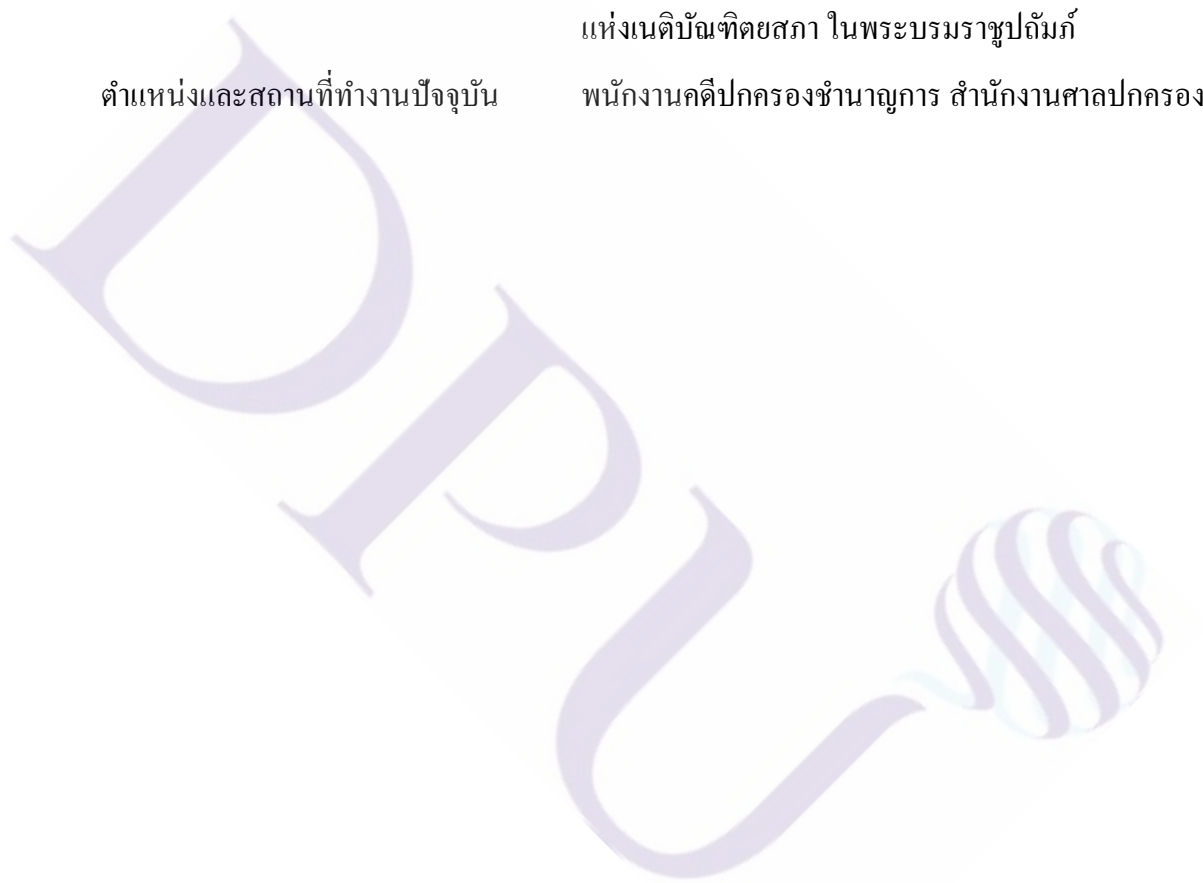 แห่งเนติบัณฑิตยสภา ในพระบรมราชูปถัมภ์
ตำแหน่งและสถานที่ทำงานปัจจุบัน พนักงานคดีปกครองชำนาญการ สำนักงานศาลปกครอง
DPU